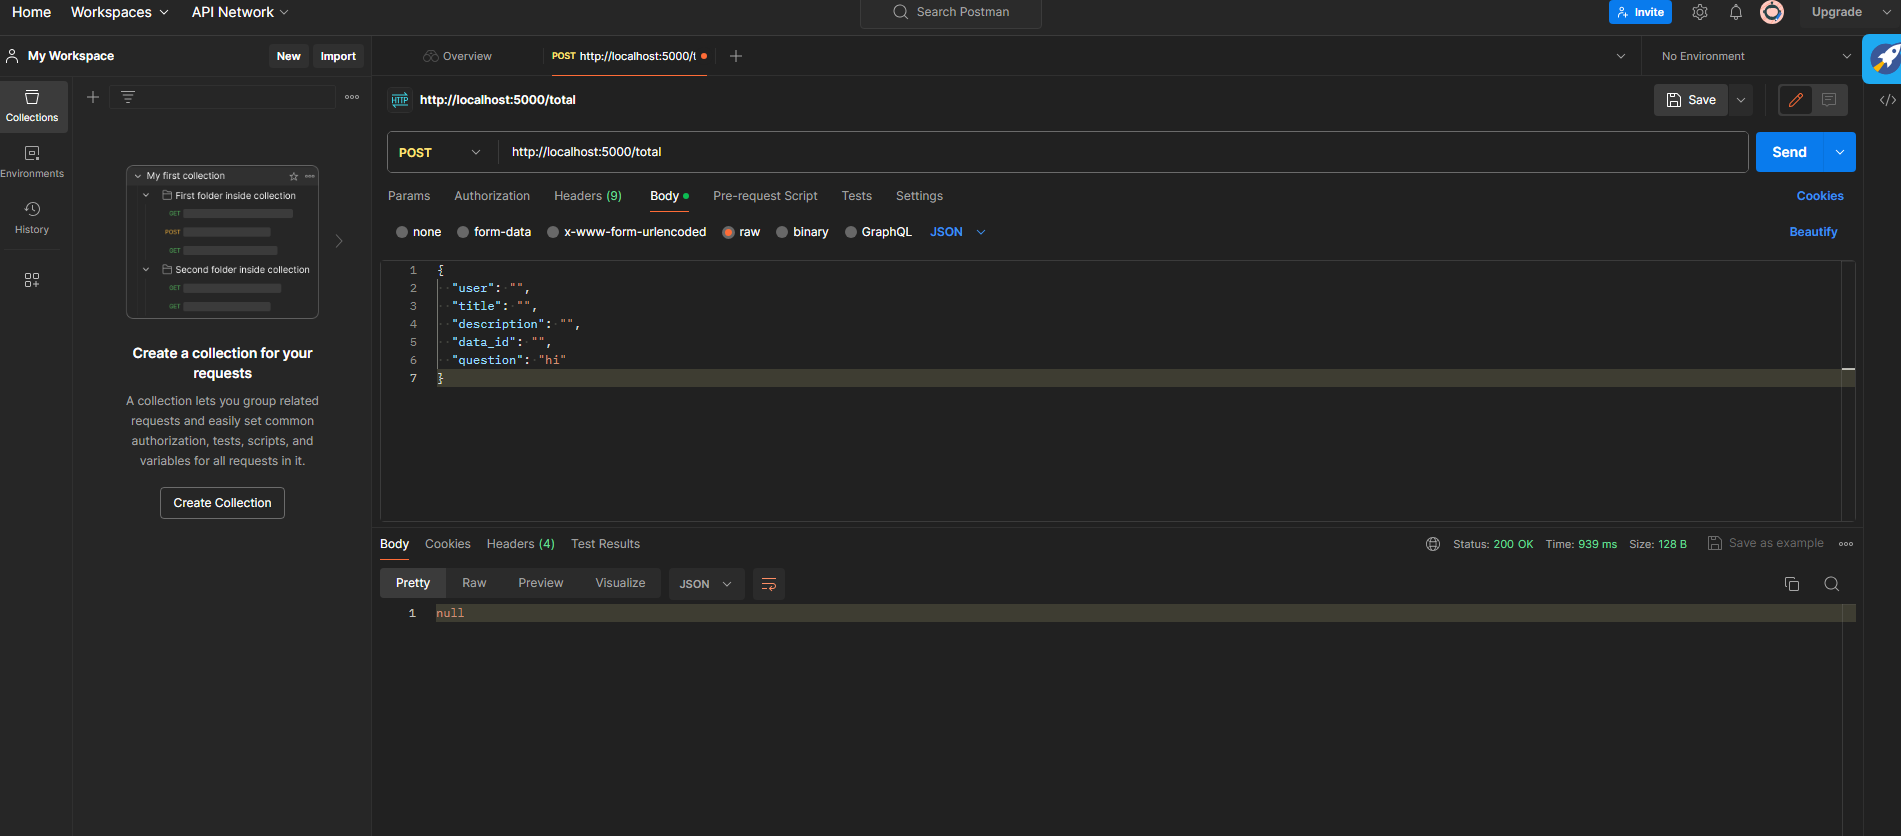 Home Workspaces API Network Search Postman Invite Upgrade
My Workspace New Import Overview POST http://localhost:5000/t No Environment
Collections
Environments
History
My first collection
First folder inside collection
GET
POST
GET
Second folder inside collection
GET
GET
Create a collection for your
requests
A collection lets you group related
requests and easily set common
authorization, tests, scripts, and
variables for all requests in it.
Create Collection
HTTP http://localhost:5000/total Save
POST http://localhost:5000/total Send
Params Authorization Headers (9) Body Pre-request Script Tests Settings Cookies
none form-data x-www-form-urlencoded raw binary GraphQL JSON Beautify
1 {
2 "user": "",
3 "title": "",
4 "description": "",
5 "data_id": "",
6 "question": "hi"
7 }
Body Cookies Headers (4) Test Results Status: 200 OK Time: 939 ms Size: 128 B Save as example
Pretty Raw Preview Visualize JSON
1 null